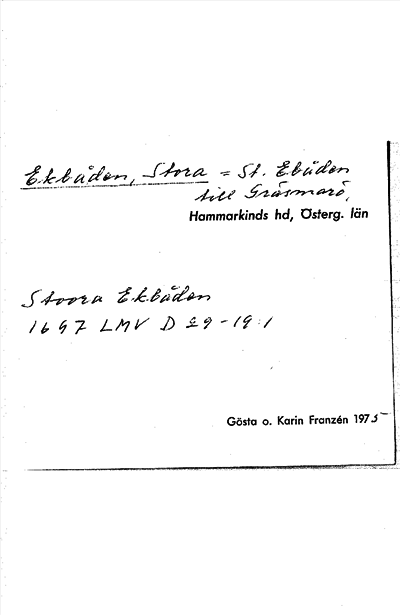 Ekbåden, Stora = St. Ebåden
till Gräsmarö,
Hammarkinds hd, Österg. län
Stoora Ekbåden
1697 LMV D 29-19:1
Gösta o. Karin Franzén 1975